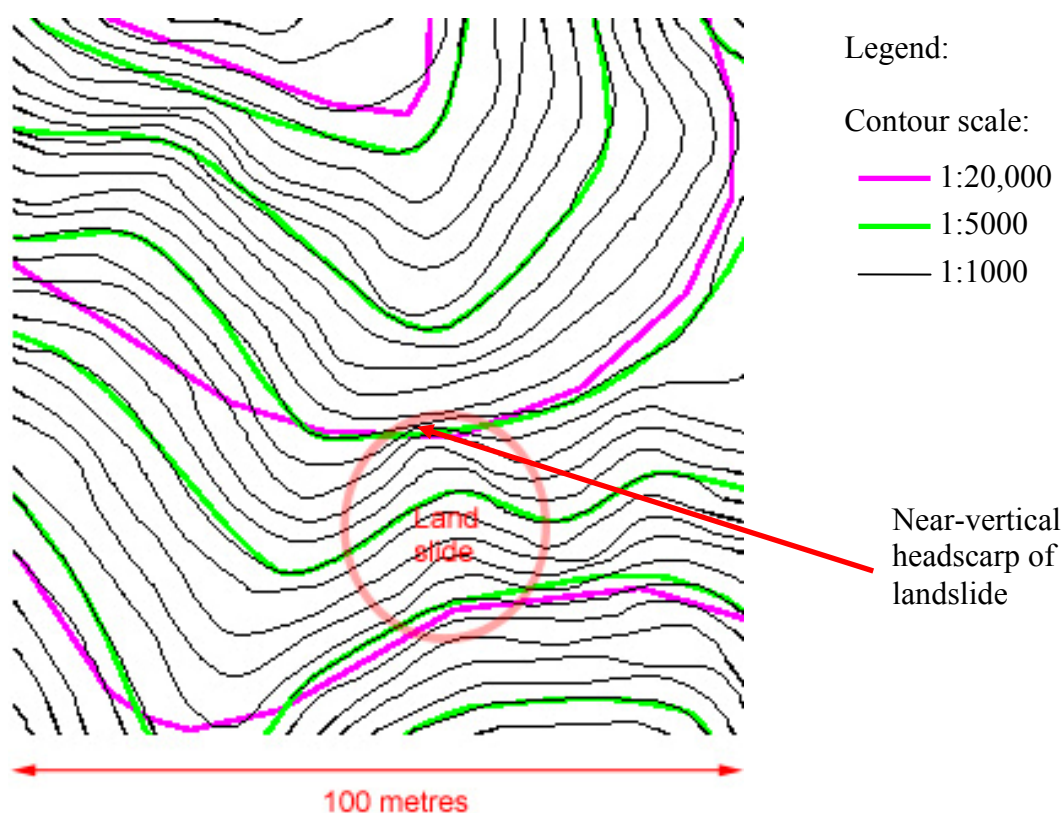 Legend:
Contour scale:
1:20,000
1:5000
1:1000
Land
slide
Near-vertical
headscarp of
landslide
100 metres